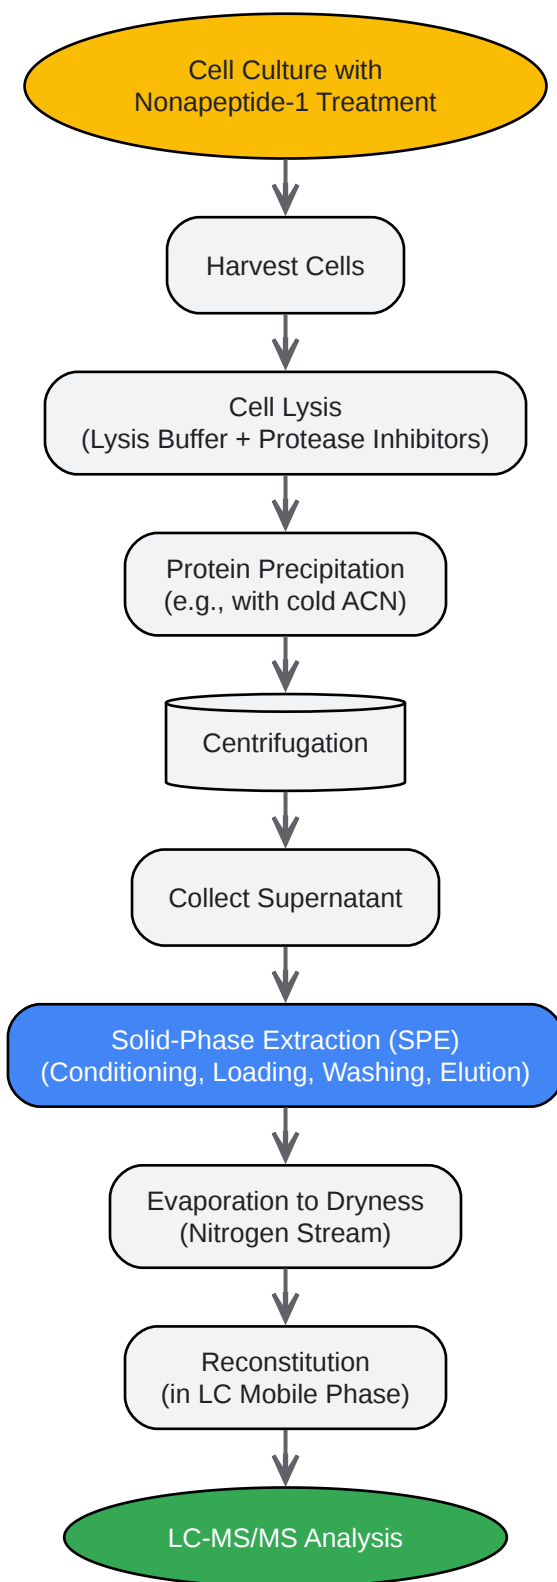 Cell Culture with
Nonapeptide-1 Treatment
Harvest Cells
Cell Lysis
(Lysis Buffer + Protease Inhibitors)
Protein Precipitation
(e.g., with cold ACN)
Centrifugation
Collect Supernatant
Solid-Phase Extraction (SPE)
(Conditioning, Loading, Washing, Elution)
Evaporation to Dryness
(Nitrogen Stream)
Reconstitution
(in LC Mobile Phase)
LC-MS/MS Analysis